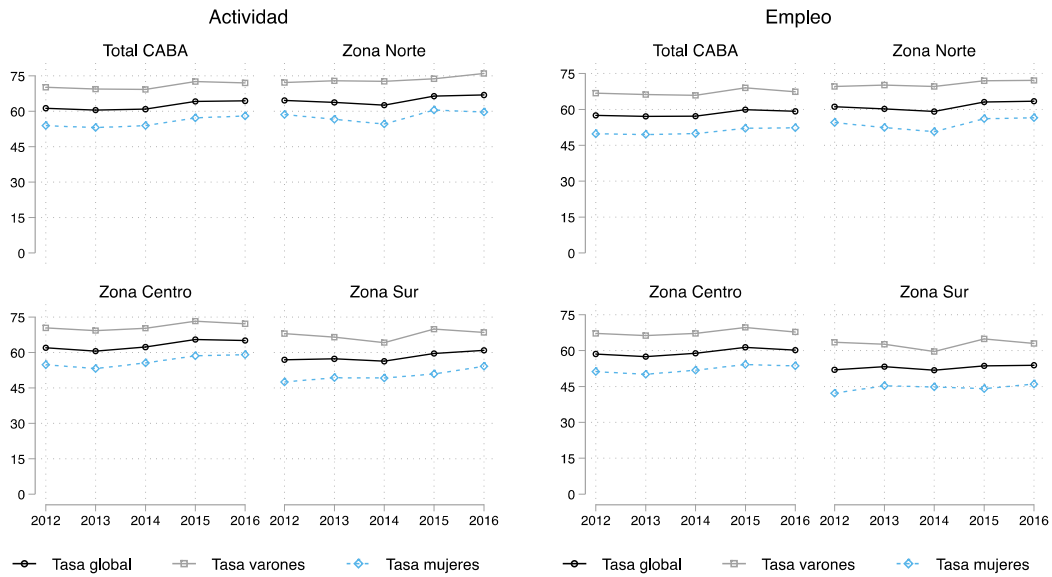 Actividad
Total CABA
Zona Norte
75
60
45
30
15
0
Zona Centro
Zona Sur
75
60
45
30
15
0
2012 2013 2014 2015 2016
2012 2013 2014 2015 2016
Tasa global Tasa varones Tasa mujeres
Empleo
Total CABA
Zona Norte
75
60
45
30
15
0
Zona Centro
Zona Sur
75
60
45
30
15
0
2012 2013 2014 2015 2016
2012 2013 2014 2015 2016
Tasa global Tasa varones Tasa mujeres